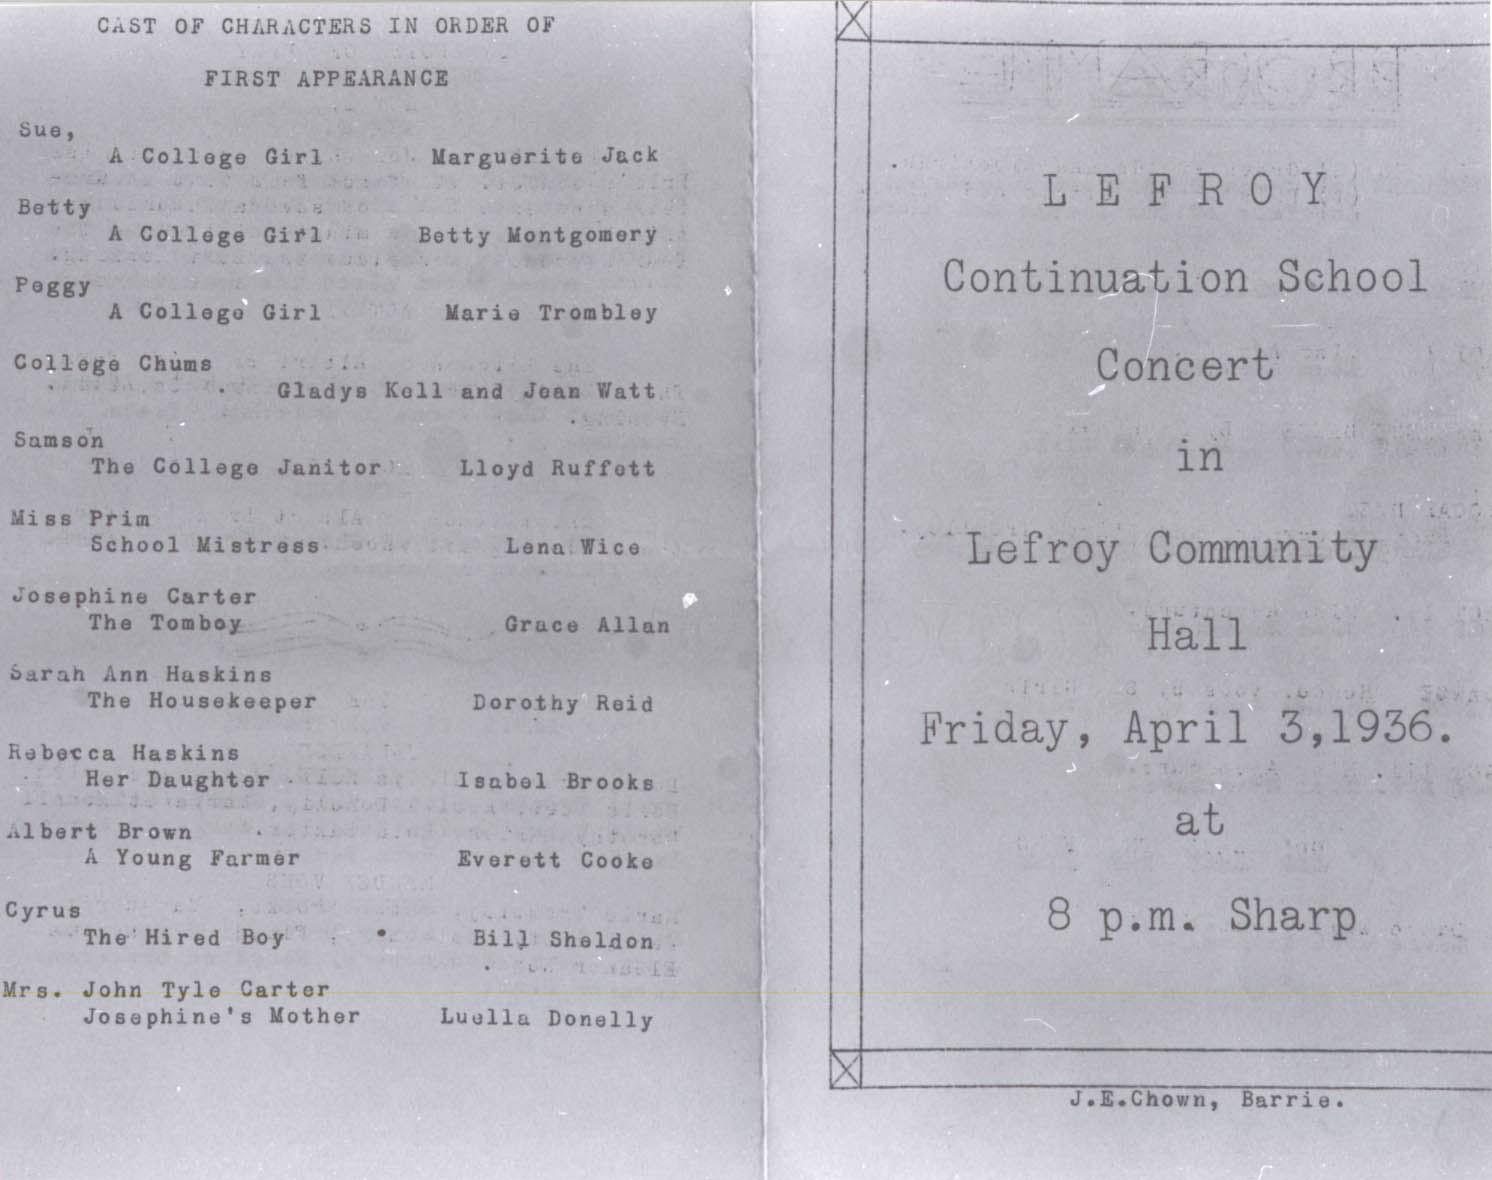 CAST OF CHARACTERS IN ORDER OF
FIRST APPEARANCE
Sue,
A College Girl Marguerite Jack
Betty
A College Girl Betty Montgomery
Peggy
A College Girl Marie Trombley
College Chums
Gladys Kell and Jean Watt
Samson
The College Janitor Lloyd Ruffett
Miss Prim
School Mistress Lena Wice
Josephine Carter
The Tomboy Grace Allan
Sarah Ann Haskins
The Housekeeper Dorothy Reid
Rebecca Haskins
Her Daughter Isabel Brooks
Albert Brown
A Young Farmer Everett Cooke
Cyrus
The Hired Boy Bill Sheldon
Mrs. John Tyle Carter
Josephine's Mother Luella Donelly
LEFROY
Continuation School
Concert
in
Lefroy Community
Hall
Friday, April 3,1936.
at
8 p.m. Sharp
J.E.Chown, Barrie.